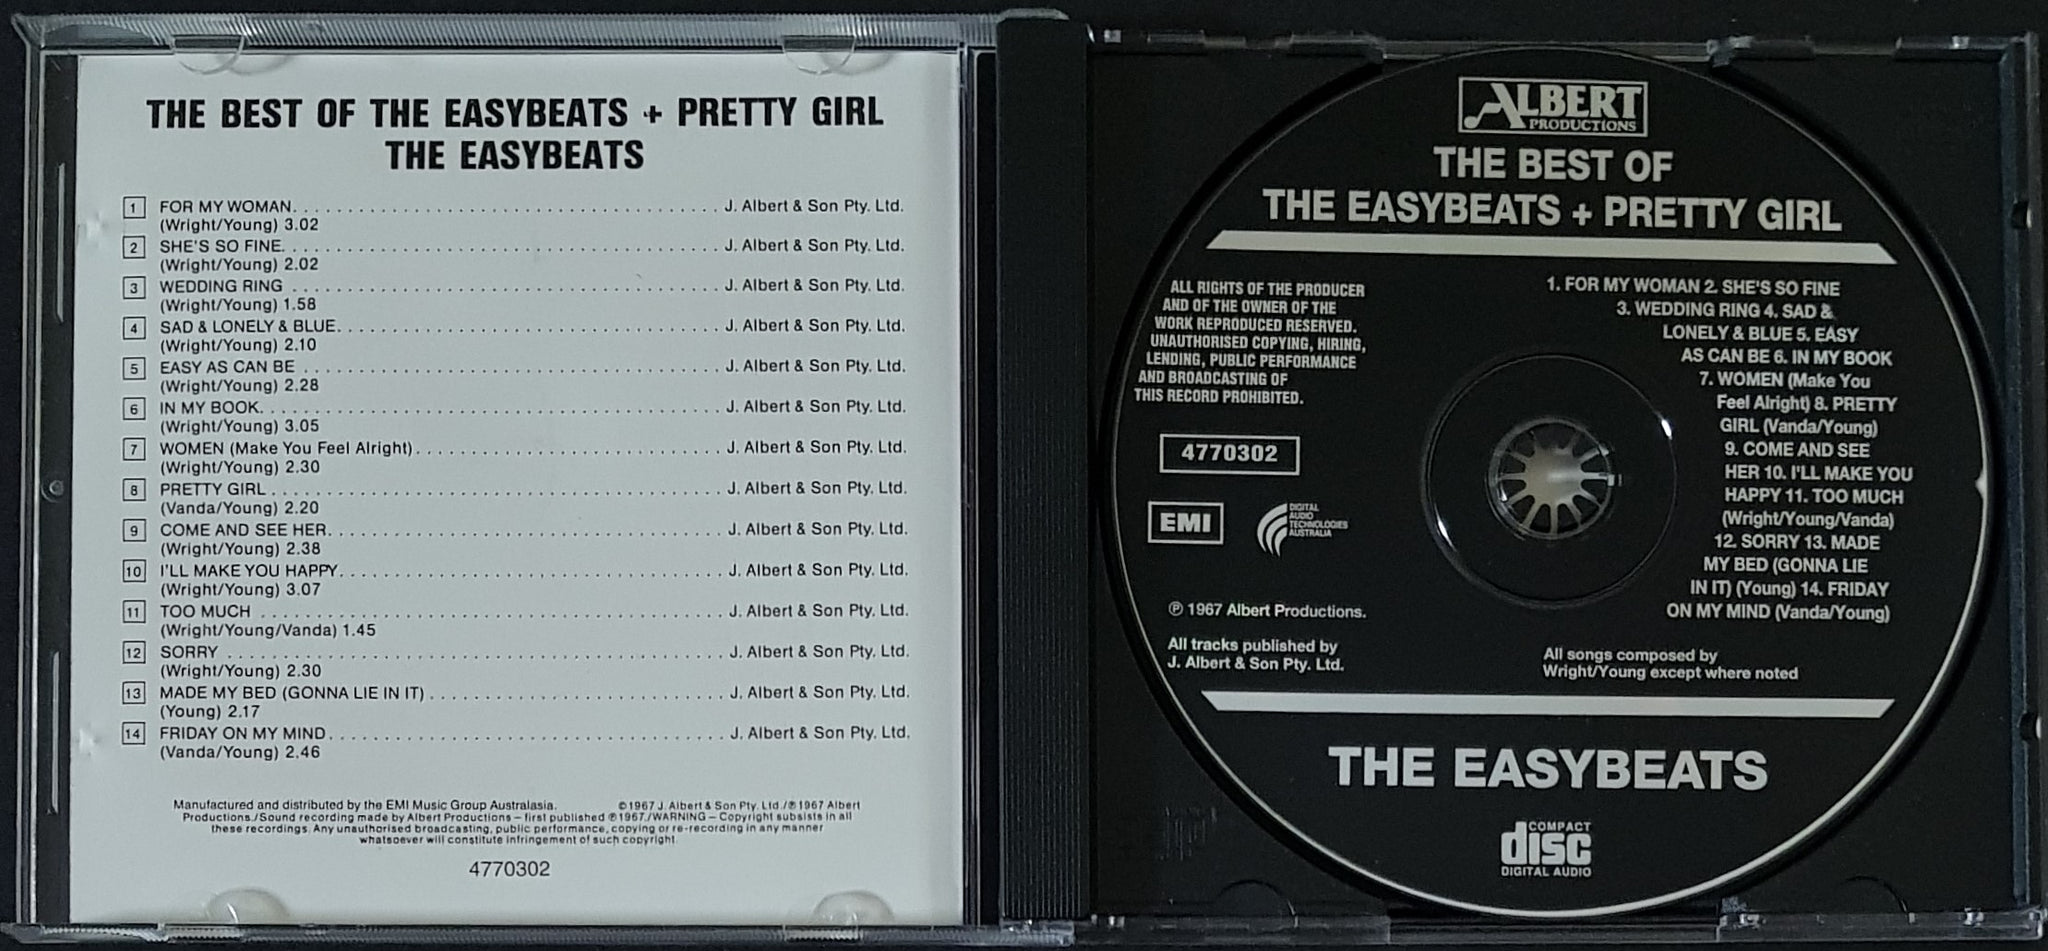 THE BEST OF THE EASYBEATS + PRETTY GIRL
THE EASYBEATS
1 FOR MY WOMAN. . . . . . . . . . . . . . . . . . . . J. Albert & Son Pty. Ltd.
(Wright/Young) 3.02
2 SHE'S SO FINE. . . . . . . . . . . . . . . . . . . . J. Albert & Son Pty. Ltd.
(Wright/Young) 2.02
3 WEDDING RING . . . . . . . . . . . . . . . . . . . . J. Albert & Son Pty. Ltd.
(Wright/Young) 1.58
4 SAD & LONELY & BLUE. . . . . . . . . . . . . . . . . . . . J. Albert & Son Pty. Ltd.
(Wright/Young) 2.10
5 EASY AS CAN BE . . . . . . . . . . . . . . . . . . . . J. Albert & Son Pty. Ltd.
(Wright/Young) 2.28
6 IN MY BOOK. . . . . . . . . . . . . . . . . . . . J. Albert & Son Pty. Ltd.
(Wright/Young) 3.05
7 WOMEN (Make You Feel Alright). . . . . . . . . . . . . . . . . . . . J. Albert & Son Pty. Ltd.
(Wright/Young) 2.30
8 PRETTY GIRL . . . . . . . . . . . . . . . . . . . . J. Albert & Son Pty. Ltd.
(Vanda/Young) 2.20
9 COME AND SEE HER. . . . . . . . . . . . . . . . . . . . J. Albert & Son Pty. Ltd.
(Wright/Young) 2.38
10 I'LL MAKE YOU HAPPY. . . . . . . . . . . . . . . . . . . . J. Albert & Son Pty. Ltd.
(Wright/Young) 3.07
11 TOO MUCH . . . . . . . . . . . . . . . . . . . . J. Albert & Son Pty. Ltd.
(Wright/Young/Vanda) 1.45
12 SORRY . . . . . . . . . . . . . . . . . . . . J. Albert & Son Pty. Ltd.
(Wright/Young) 2.30
13 MADE MY BED (GONNA LIE IN IT) . . . . . . . . . . . . . . . . . . . . J. Albert & Son Pty. Ltd.
(Young) 2.17
14 FRIDAY ON MY MIND. . . . . . . . . . . . . . . . . . . . J. Albert & Son Pty. Ltd.
(Vanda/Young) 2.46
Manufactured and distributed by the EMI Music Group Australasia. ©1967 J. Albert & Son Pty. Ltd./℗1967 Albert
Productions./Sound recording made by Albert Productions – first published ℗1967./WARNING – Copyright subsists in all
these recordings. Any unauthorised broadcasting, public performance, copying or re-recording in any manner
whatsoever will constitute infringement of such copyright.
4770302
ALBERT
PRODUCTIONS
THE BEST OF
THE EASYBEATS + PRETTY GIRL
ALL RIGHTS OF THE PRODUCER
AND OF THE OWNER OF THE
WORK REPRODUCED RESERVED.
UNAUTHORISED COPYING, HIRING,
LENDING, PUBLIC PERFORMANCE
AND BROADCASTING OF
THIS RECORD PROHIBITED.
4770302
EMI
DIGITAL
AUDIO
TECHNOLOGIES
AUSTRALIA
℗ 1967 Albert Productions.
All tracks published by
J. Albert & Son Pty. Ltd.
1. FOR MY WOMAN 2. SHE'S SO FINE
3. WEDDING RING 4. SAD &
LONELY & BLUE 5. EASY
AS CAN BE 6. IN MY BOOK
7. WOMEN (Make You
Feel Alright) 8. PRETTY
GIRL (Vanda/Young)
9. COME AND SEE
HER 10. I'LL MAKE YOU
HAPPY 11. TOO MUCH
(Wright/Young/Vanda)
12. SORRY 13. MADE
MY BED (GONNA LIE
IN IT) (Young) 14. FRIDAY
ON MY MIND (Vanda/Young)
All songs composed by
Wright/Young except where noted
THE EASYBEATS
COMPACT
disc
DIGITAL AUDIO